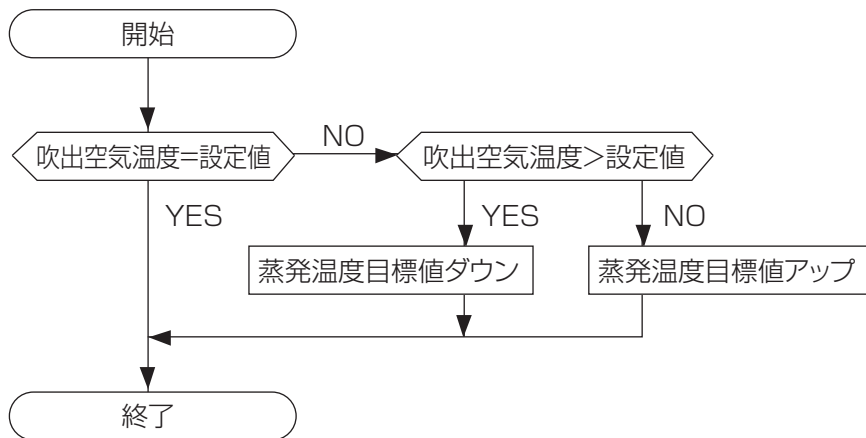 開始
吹出空気温度=設定値
NO
吹出空気温度>設定値
YES
YES
NO
蒸発温度目標値ダウン
蒸発温度目標値アップ
終了